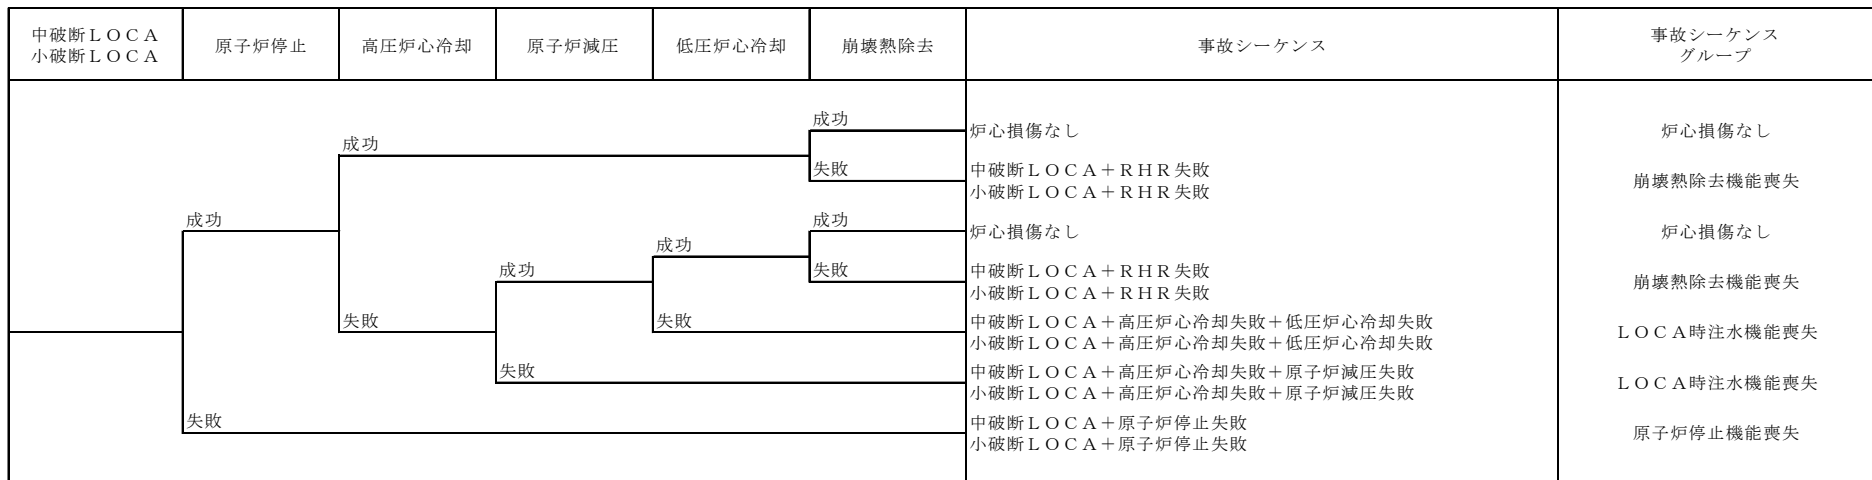 中破断ＬＯＣＡ
小破断ＬＯＣＡ
原子炉停止
高圧炉心冷却
原子炉減圧
低圧炉心冷却
崩壊熱除去
事故シーケンス
事故シーケンス
グループ
成功
炉心損傷なし
炉心損傷なし
成功
失敗
中破断ＬＯＣＡ＋ＲＨＲ失敗
小破断ＬＯＣＡ＋ＲＨＲ失敗
崩壊熱除去機能喪失
成功
成功
炉心損傷なし
炉心損傷なし
成功
成功
失敗
中破断ＬＯＣＡ＋ＲＨＲ失敗
小破断ＬＯＣＡ＋ＲＨＲ失敗
崩壊熱除去機能喪失
失敗
失敗
中破断ＬＯＣＡ＋高圧炉心冷却失敗＋低圧炉心冷却失敗
小破断ＬＯＣＡ＋高圧炉心冷却失敗＋低圧炉心冷却失敗
ＬＯＣＡ時注水機能喪失
失敗
中破断ＬＯＣＡ＋高圧炉心冷却失敗＋原子炉減圧失敗
小破断ＬＯＣＡ＋高圧炉心冷却失敗＋原子炉減圧失敗
ＬＯＣＡ時注水機能喪失
失敗
中破断ＬＯＣＡ＋原子炉停止失敗
小破断ＬＯＣＡ＋原子炉停止失敗
原子炉停止機能喪失